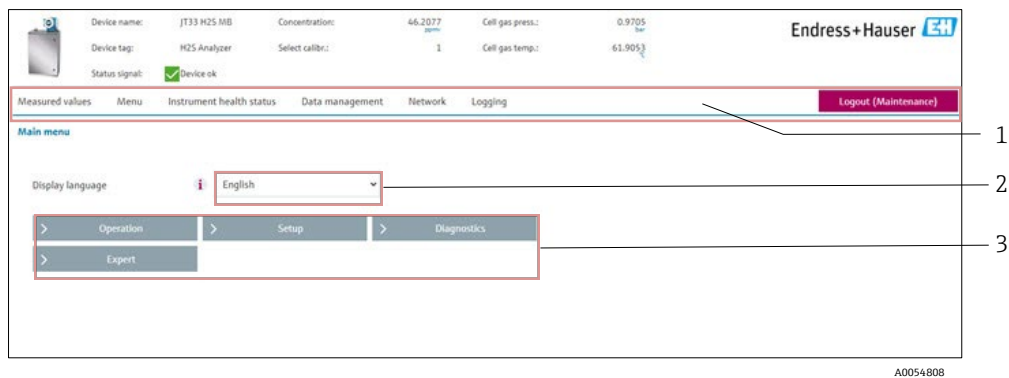 Device name: JT33 H2S MB Concentration: 46.2077 ppmv Cell gas press.: 0.9705 bar
Endress+Hauser EH
Device tag: H2S Analyzer Select calibr.: 1 Cell gas temp.: 61.9053 °C
Status signal: Device ok
Measured values Menu Instrument health status Data management Network Logging Logout (Maintenance)
1
Main menu
Display language i English
2
> Operation > Setup > Diagnostics
3
> Expert
A0054808